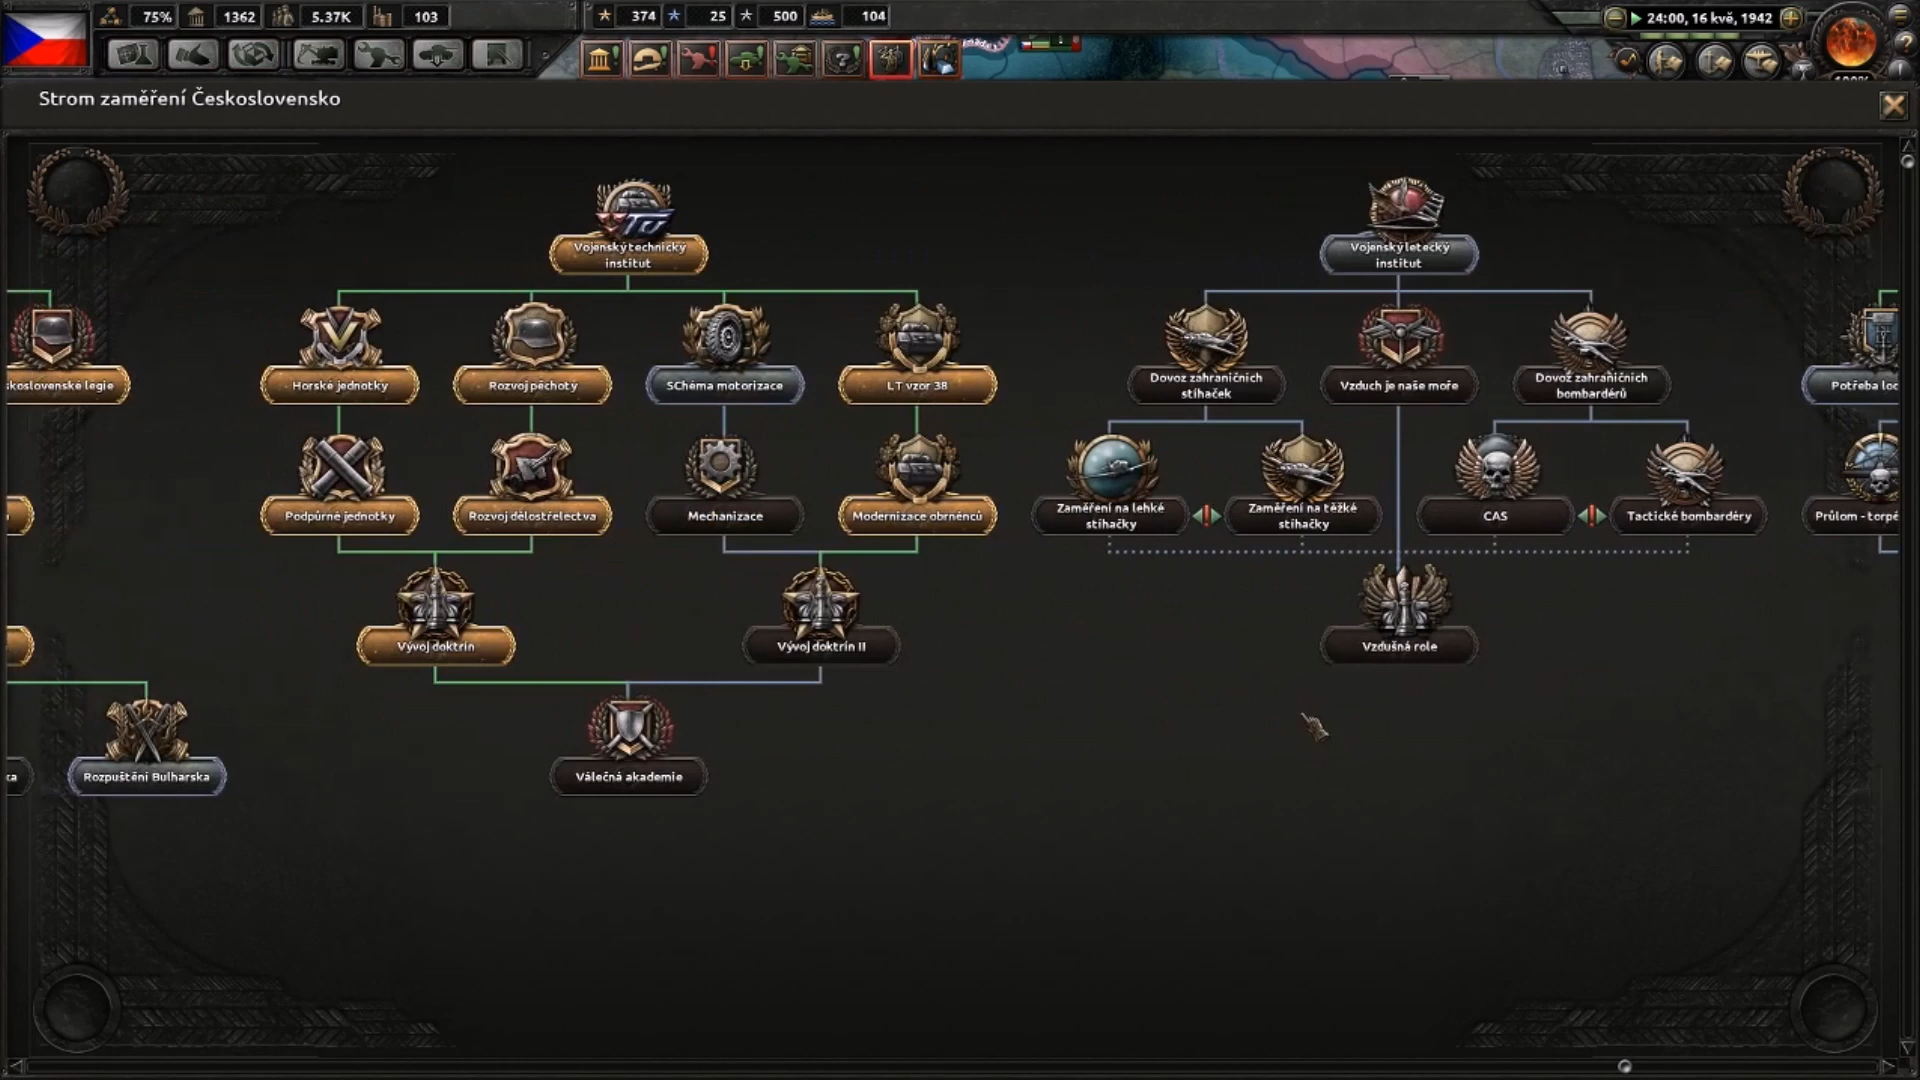 75% 1362 5.37K 103 374 25 500 104 24:00, 16 kvě, 1942
Strom zaměření Československo
Vojenský technický
institut
Vojenský letecký
institut
skoslovenské legie
Horské jednotky
Rozvoj pěchoty
SChéma motorizace
LT vzor 38
Dovoz zahraničních
stíhaček
Vzduch je naše moře
Dovoz zahraničních
bombardérů
Potřeba loď
Podpůrné jednotky
Rozvoj dělostřelectva
Mechanizace
Modernizace obrněnců
Zaměření na lehké
stíhačky
Zaměření na těžké
stíhačky
CAS
Tactické bombardéry
Průlom - torpé
Vývoj doktrín
Vývoj doktrín II
Vzdušná role
ka
Rozpuštění Bulharska
Válečná akademie